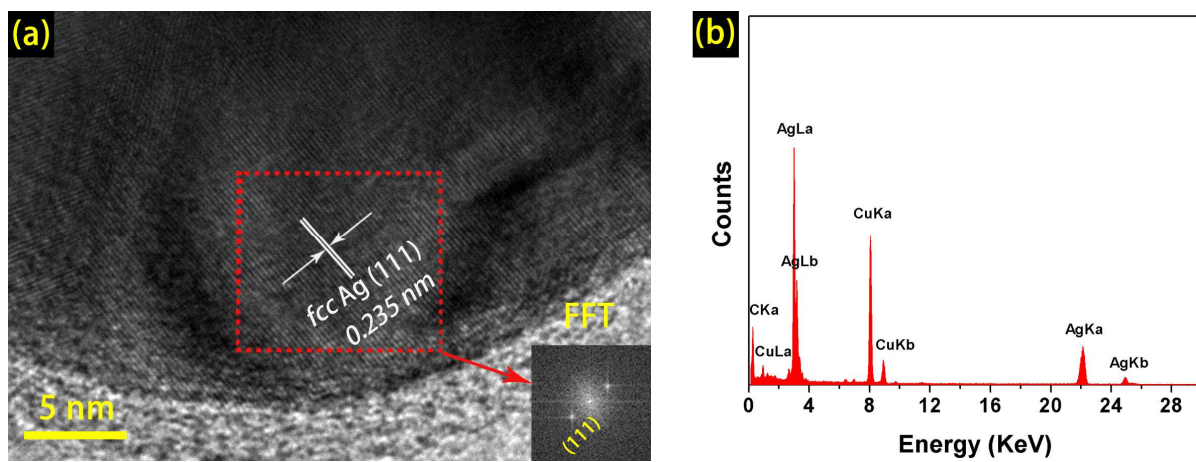 (a)
fcc Ag (111)
0.235 nm
FFT
5 nm
(111)
(b)
Counts
AgLa
AgLb
CKa
CuLa
CuKa
CuKb
AgKa
AgKb
0 4 8 12 16 20 24 28
Energy (KeV)